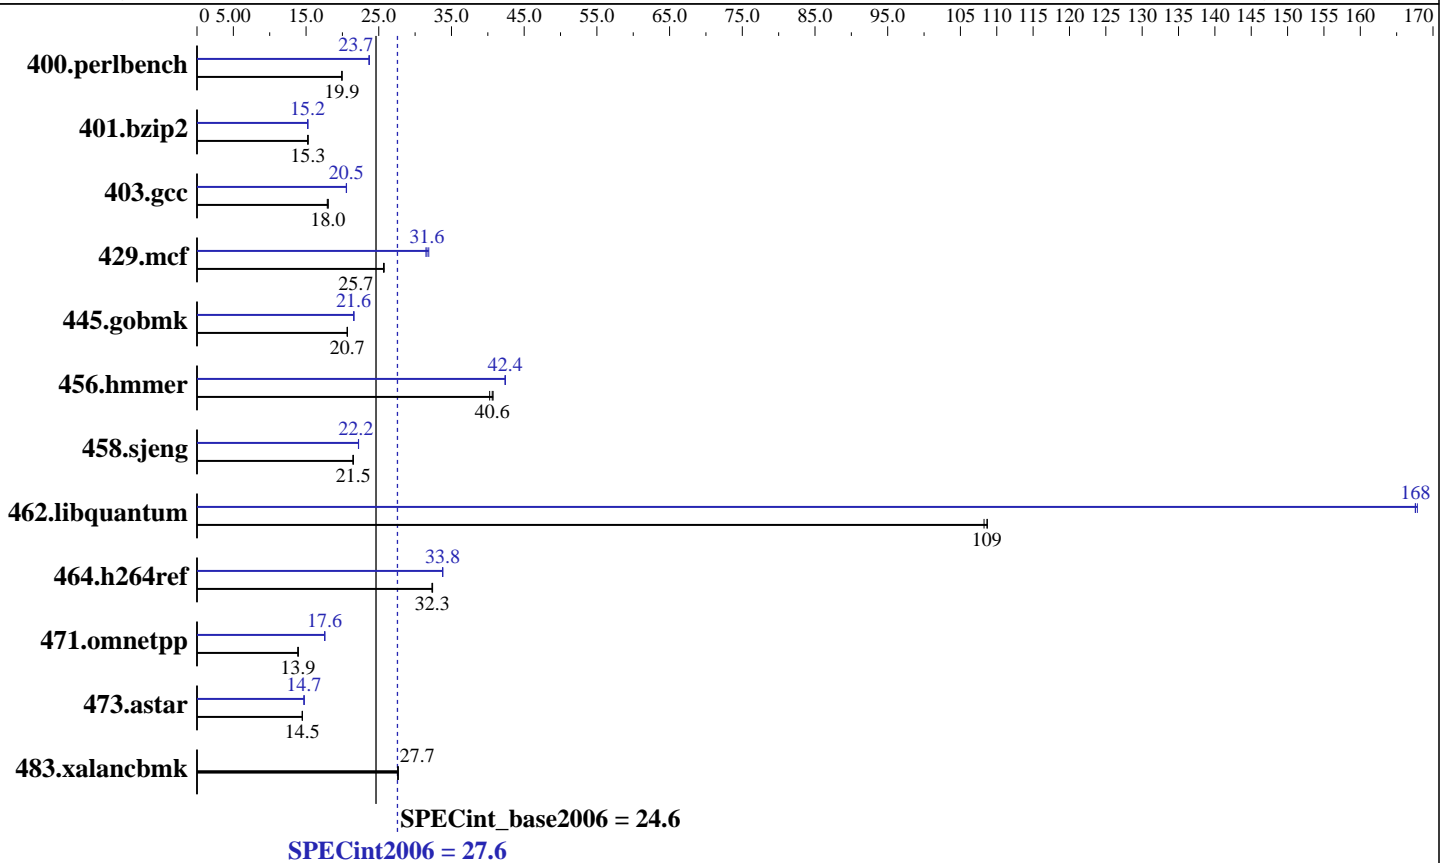 0 5.00 15.0 25.0 35.0 45.0 55.0 65.0 75.0 85.0 95.0 105 110 115 120 125 130 135 140 145 150 155 160 170
23.7
400.perlbench
19.9
15.2
401.bzip2
15.3
20.5
403.gcc
18.0
31.6
429.mcf
25.7
21.6
445.gobmk
20.7
42.4
456.hmmer
40.6
22.2
458.sjeng
21.5
168
462.libquantum
109
33.8
464.h264ref
32.3
17.6
471.omnetpp
13.9
14.7
473.astar
14.5
27.7
483.xalancbmk
SPECint_base2006 = 24.6
SPECint2006 = 27.6